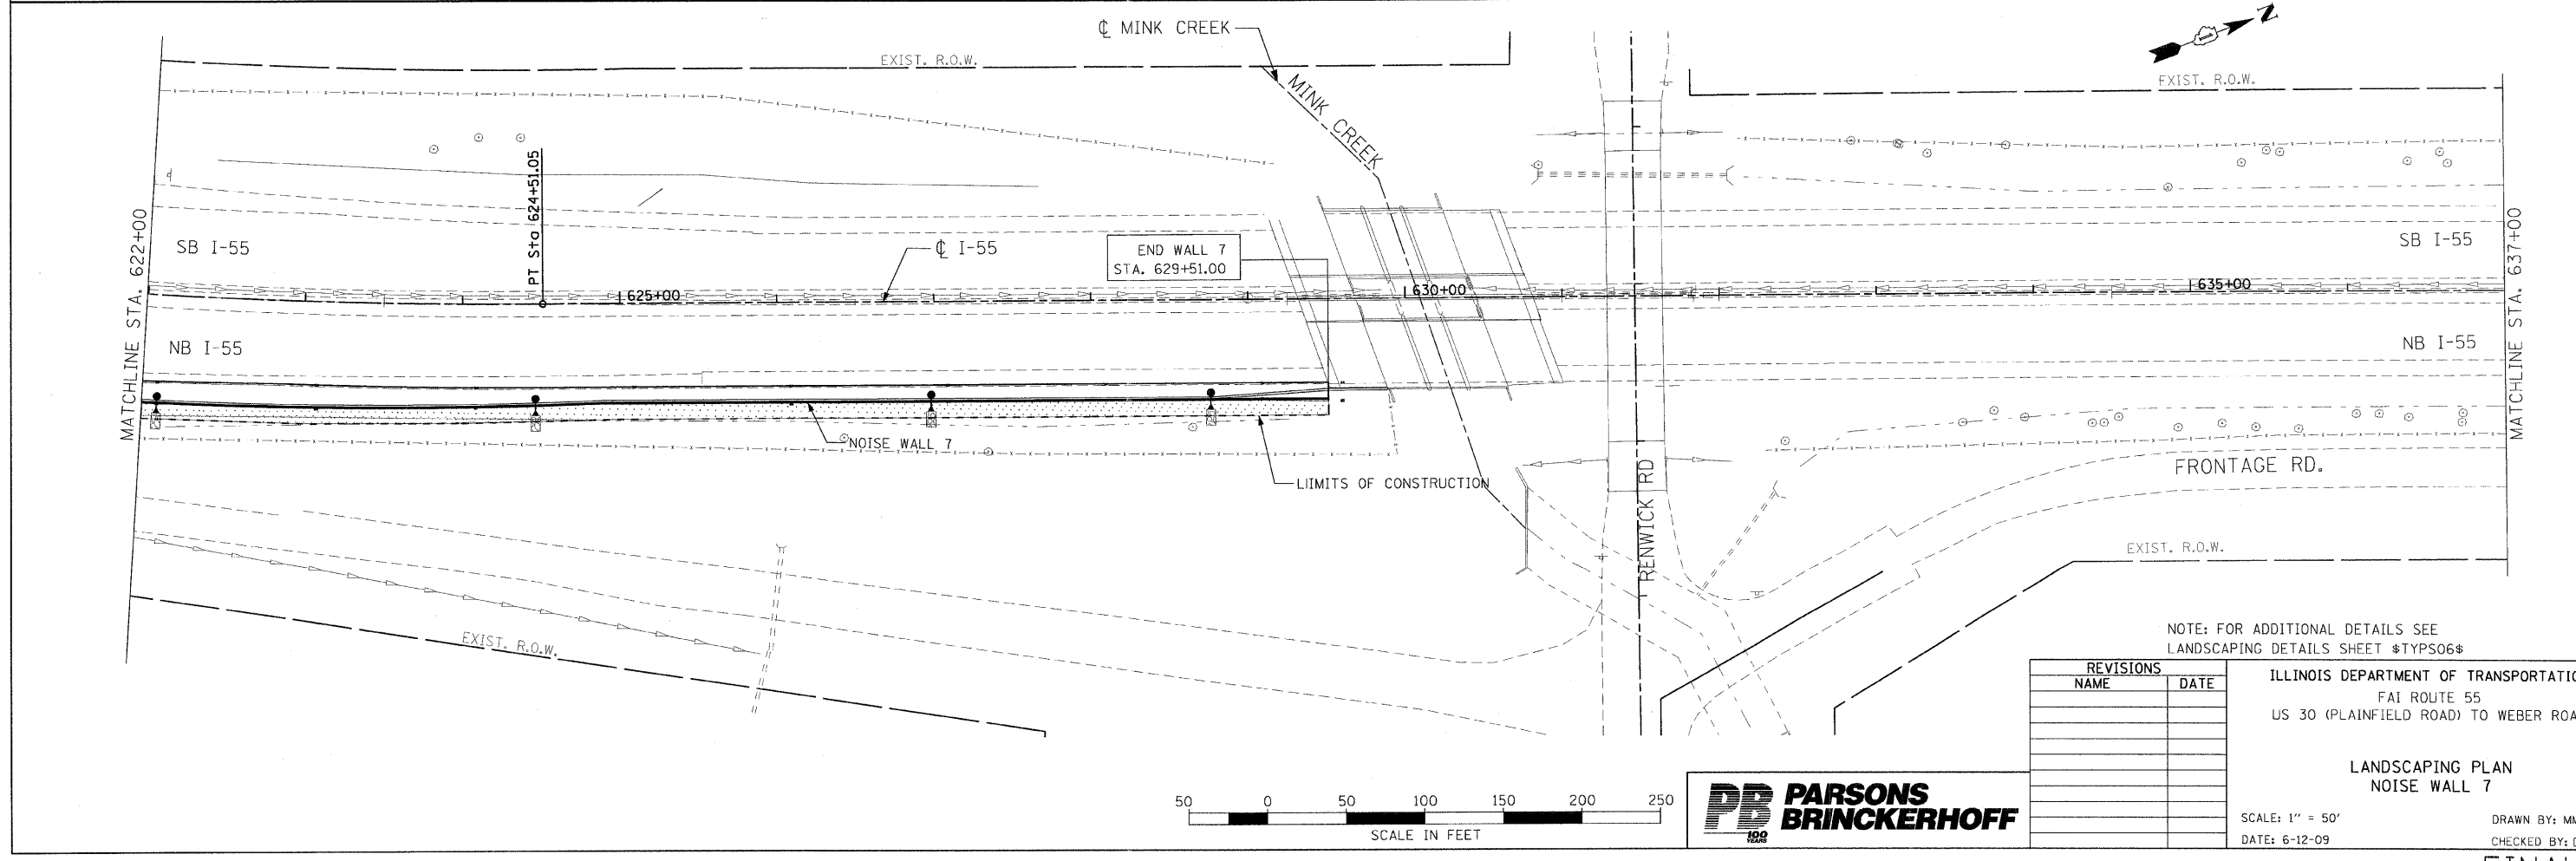 ℄ MINK CREEK
N
EXIST. R.O.W.
EXIST. R.O.W.
MINK CREEK
MATCHLINE STA. 622+00
PT Sta 624+51.05
SB I-55
℄ I-55
END WALL 7
STA. 629+51.00
SB I-55
MATCHLINE STA. 637+00
625+00
630+00
635+00
NB I-55
NB I-55
NOISE WALL 7
LIMITS OF CONSTRUCTION
RENWICK RD
FRONTAGE RD.
EXIST. R.O.W.
EXIST. R.O.W.
NOTE: FOR ADDITIONAL DETAILS SEE
LANDSCAPING DETAILS SHEET $TYPSO6$
REVISIONS
NAME DATE
ILLINOIS DEPARTMENT OF TRANSPORTATIO
FAI ROUTE 55
US 30 (PLAINFIELD ROAD) TO WEBER ROA
LANDSCAPING PLAN
NOISE WALL 7
SCALE: 1" = 50'
DRAWN BY: MM
DATE: 6-12-09
CHECKED BY:
50 0 50 100 150 200 250
SCALE IN FEET
PB
100
YEARS
PARSONS
BRINCKERHOFF